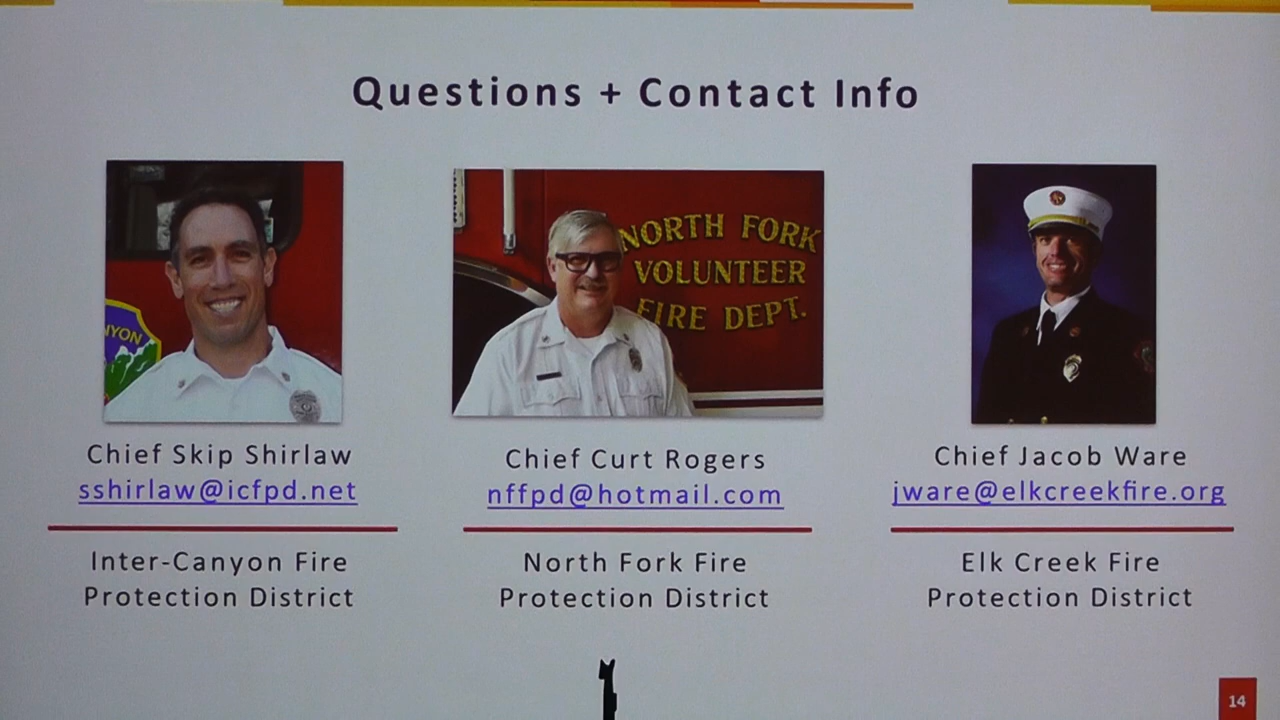 Questions + Contact Info
NYON
NORTH FORK
VOLUNTEER
FIRE DEPT.
Chief Skip Shirlaw
sshirlaw@icfpd.net
Inter-Canyon Fire
Protection District
Chief Curt Rogers
nffpd@hotmail.com
North Fork Fire
Protection District
Chief Jacob Ware
jware@elkcreekfire.org
Elk Creek Fire
Protection District
14